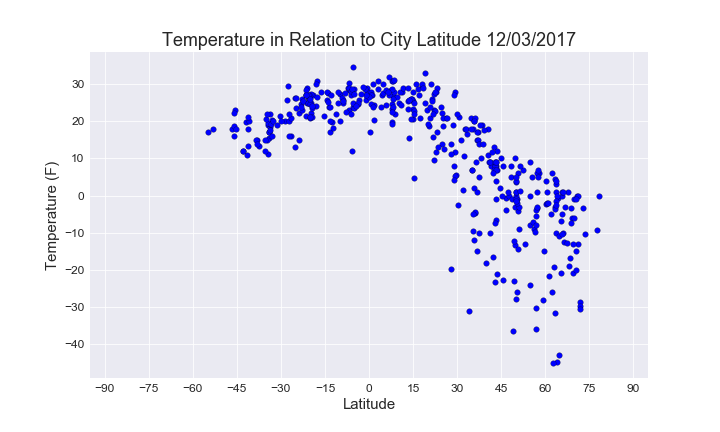 Temperature in Relation to City Latitude 12/03/2017
30
20
10
0
−10
−20
−30
−40
Temperature (F)
−90 −75 −60 −45 −30 −15 0 15 30 45 60 75 90
Latitude